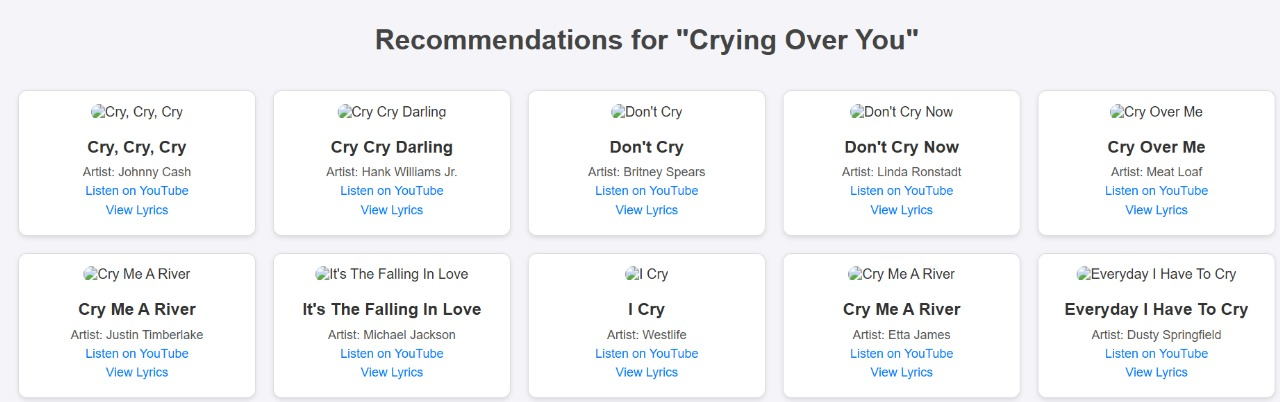 Recommendations for "Crying Over You"
Cry, Cry, Cry
Cry, Cry, Cry
Artist: Johnny Cash
Listen on YouTube
View Lyrics
Cry Cry Darling
Cry Cry Darling
Artist: Hank Williams Jr.
Listen on YouTube
View Lyrics
Don't Cry
Don't Cry
Artist: Britney Spears
Listen on YouTube
View Lyrics
Don't Cry Now
Don't Cry Now
Artist: Linda Ronstadt
Listen on YouTube
View Lyrics
Cry Over Me
Cry Over Me
Artist: Meat Loaf
Listen on YouTube
View Lyrics
Cry Me A River
Cry Me A River
Artist: Justin Timberlake
Listen on YouTube
View Lyrics
It's The Falling In Love
It's The Falling In Love
Artist: Michael Jackson
Listen on YouTube
View Lyrics
I Cry
I Cry
Artist: Westlife
Listen on YouTube
View Lyrics
Cry Me A River
Cry Me A River
Artist: Etta James
Listen on YouTube
View Lyrics
Everyday I Have To Cry
Everyday I Have To Cry
Artist: Dusty Springfield
Listen on YouTube
View Lyrics